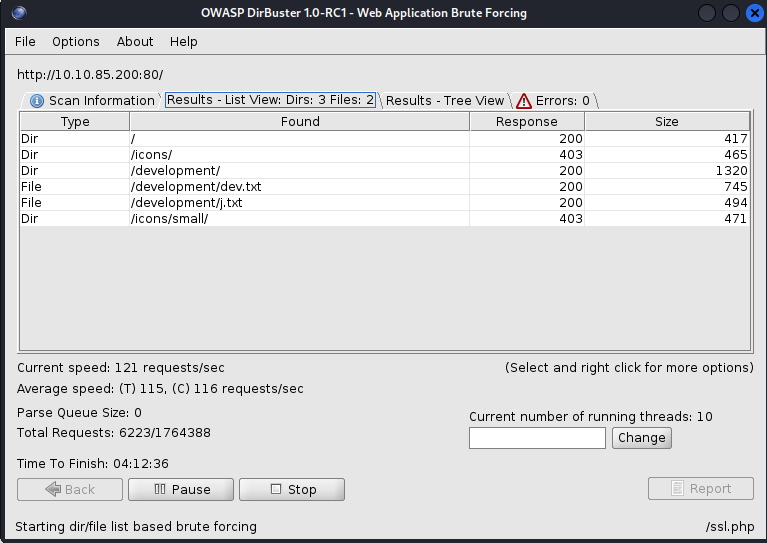 OWASP DirBuster 1.0-RC1 - Web Application Brute Forcing
File Options About Help
http://10.10.85.200:80/
Scan Information Results - List View: Dirs: 3 Files: 2 Results - Tree View Errors: 0
Type Found Response Size
Dir / 200 417
Dir /icons/ 403 465
Dir /development/ 200 1320
File /development/dev.txt 200 745
File /development/j.txt 200 494
Dir /icons/small/ 403 471
Current speed: 121 requests/sec (Select and right click for more options)
Average speed: (T) 115, (C) 116 requests/sec
Parse Queue Size: 0 Current number of running threads: 10
Total Requests: 6223/1764388 Change
Time To Finish: 04:12:36
Back Pause Stop Report
Starting dir/file list based brute forcing /ssl.php